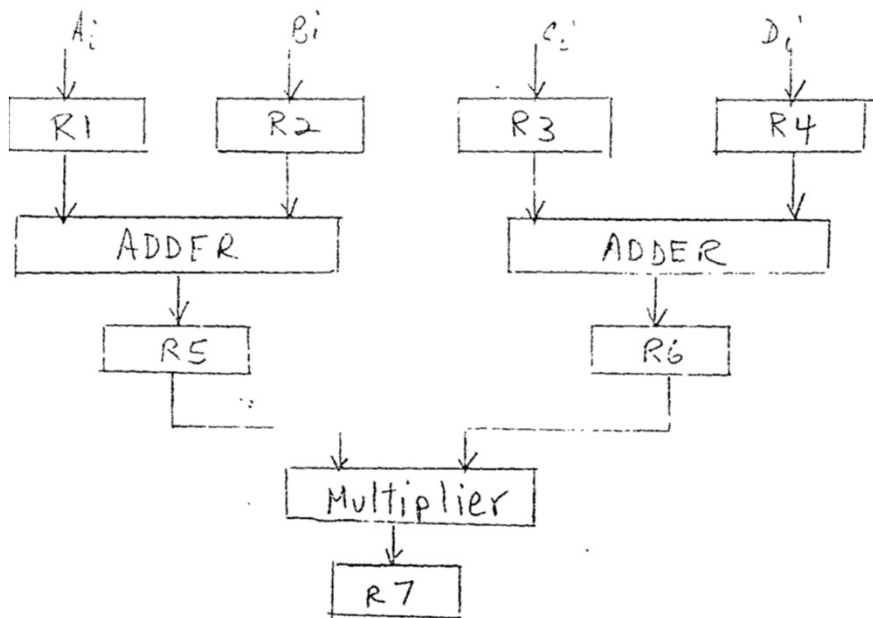 Ai Bi Ci Di
R1 R2 R3 R4
ADDER ADDER
R5 R6
Multiplier
R7